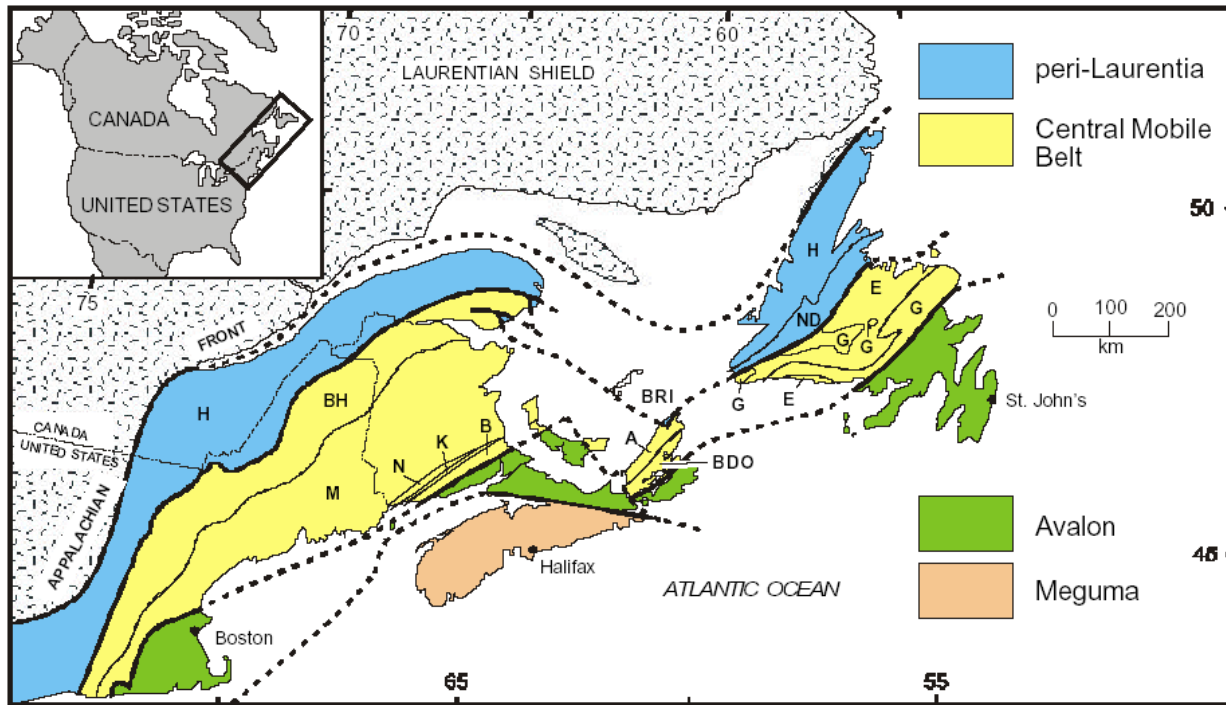 70
60
LAURENTIAN SHIELD
peri-Laurentia
CANADA
Central Mobile
Belt
UNITED STATES
50
H
E
G
75
ND
P
G
G
0 100 200
km
FRONT
BH
BRI
G
E
St. John's
H
A
B
K
CANADA
UNITED STATES
BDO
N
M
Avalon
APPALACHIAN
45
Halifax
ATLANTIC OCEAN
Meguma
Boston
65
55